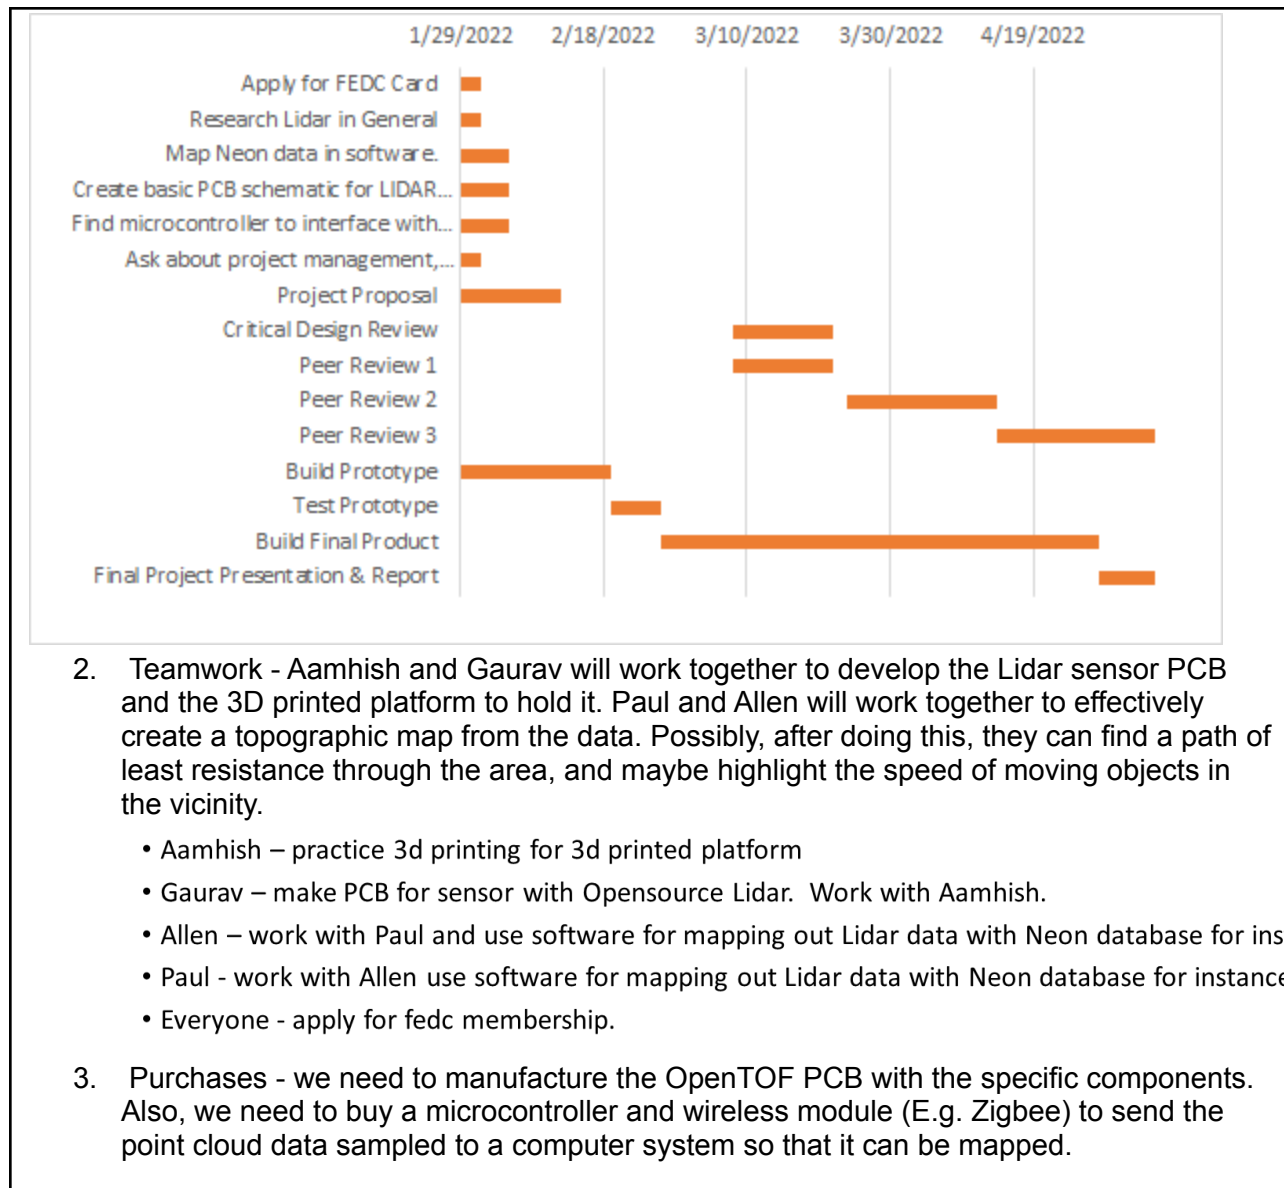 1/29/2022 2/18/2022 3/10/2022 3/30/2022 4/19/2022
Apply for FEDC Card
Research Lidar in General
Map Neon data in software.
Create basic PCB schematic for LIDAR...
Find microcontroller to interface with...
Ask about project management,...
Project Proposal
Critical Design Review
Peer Review 1
Peer Review 2
Peer Review 3
Build Prototype
Test Prototype
Build Final Product
Final Project Presentation & Report
2. Teamwork - Aamhish and Gaurav will work together to develop the Lidar sensor PCB
and the 3D printed platform to hold it. Paul and Allen will work together to effectively
create a topographic map from the data. Possibly, after doing this, they can find a path of
least resistance through the area, and maybe highlight the speed of moving objects in
the vicinity.
• Aamhish – practice 3d printing for 3d printed platform
• Gaurav – make PCB for sensor with Opensource Lidar. Work with Aamhish.
• Allen – work with Paul and use software for mapping out Lidar data with Neon database for ins
• Paul - work with Allen use software for mapping out Lidar data with Neon database for instance
• Everyone - apply for fedc membership.
3. Purchases - we need to manufacture the OpenTOF PCB with the specific components.
Also, we need to buy a microcontroller and wireless module (E.g. Zigbee) to send the
point cloud data sampled to a computer system so that it can be mapped.